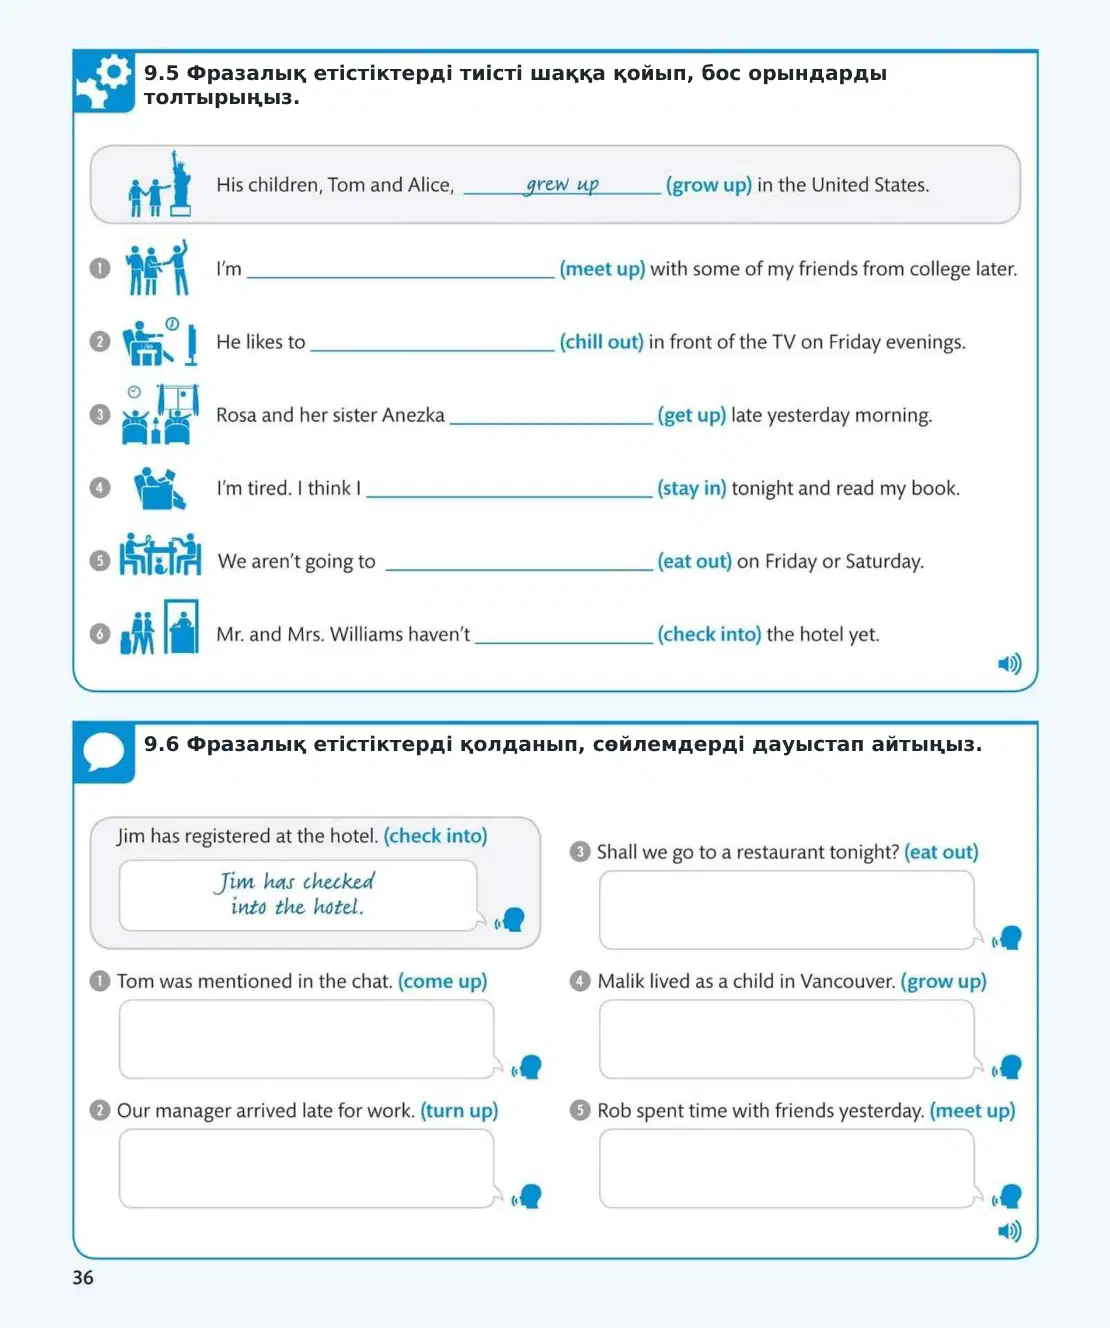 9.5 Фразалық етістіктерді тиісті шаққа қойып, бос орындарды
толтырыңыз.
His children, Tom and Alice, grew up (grow up) in the United States.
1 I'm ____ (meet up) with some of my friends from college later.
2 He likes to ____ (chill out) in front of the TV on Friday evenings.
3 Rosa and her sister Anezka ____ (get up) late yesterday morning.
4 I'm tired. I think I ____ (stay in) tonight and read my book.
5 We aren't going to ____ (eat out) on Friday or Saturday.
6 Mr. and Mrs. Williams haven't ____ (check into) the hotel yet.
9.6 Фразалық етістіктерді қолданып, сөйлемдерді дауыстап айтыңыз.
Jim has registered at the hotel. (check into)
Jim has checked
into the hotel.
1 Tom was mentioned in the chat. (come up)
2 Our manager arrived late for work. (turn up)
3 Shall we go to a restaurant tonight? (eat out)
4 Malik lived as a child in Vancouver. (grow up)
5 Rob spent time with friends yesterday. (meet up)
36